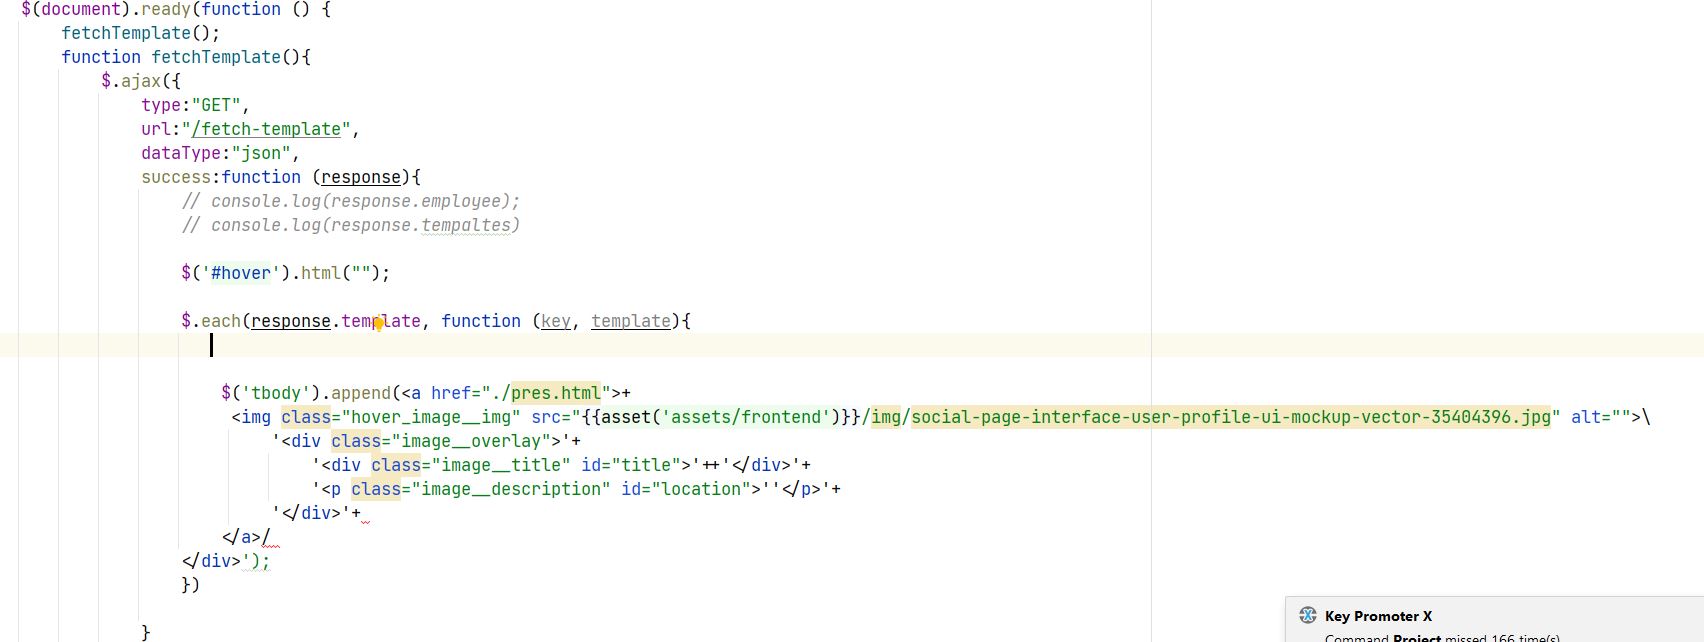 $(document).ready(function () {
fetchTemplate();
function fetchTemplate(){
$.ajax({
type:"GET",
url:"/fetch-template",
dataType:"json",
success:function (response){
// console.log(response.employee);
// console.log(response.tempaltes)
$('#hover').html("");
$.each(response.template, function (key, template){
$('tbody').append(<a href="./pres.html">+
<img class="hover_image__img" src="{{asset('assets/frontend')}}/img/social-page-interface-user-profile-ui-mockup-vector-35404396.jpg" alt="">\
'<div class="image__overlay>'+
'<div class="image__title" id="title">'++'</div>'+
'<p class="image__description" id="location">''</p>'+
'</div>'+
</a>/
</div>');
})
}
Key Promoter X
Command Project missed 166 time(s)